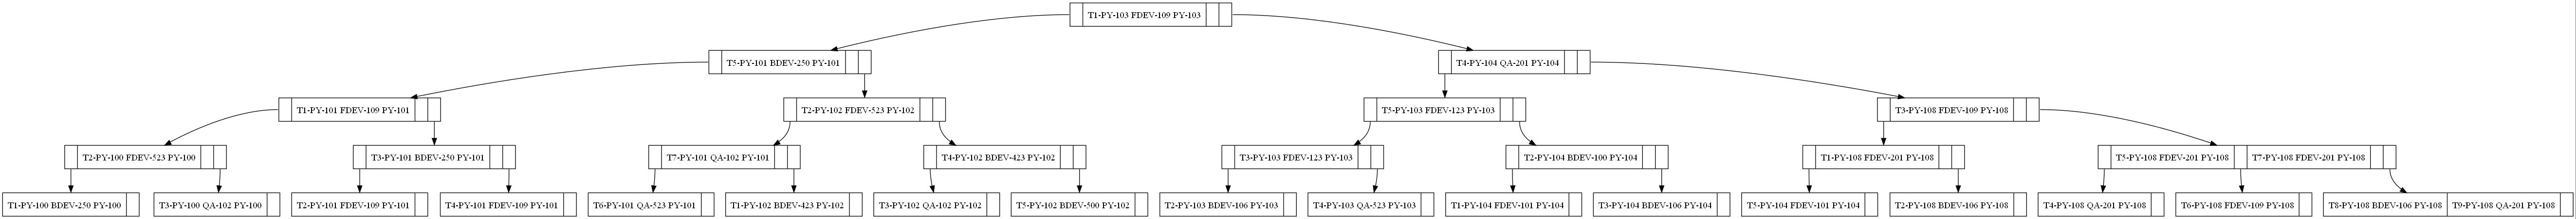 T1-PY-103 FDEV-109 PY-103
T5-PY-101 BDEV-250 PY-101
T4-PY-104 QA-201 PY-104
T1-PY-101 FDEV-109 PY-101
T2-PY-102 FDEV-523 PY-102
T5-PY-103 FDEV-123 PY-103
T3-PY-108 FDEV-109 PY-108
T2-PY-100 FDEV-523 PY-100
T3-PY-101 BDEV-250 PY-101
T7-PY-101 QA-102 PY-101
T4-PY-102 BDEV-423 PY-102
T3-PY-103 FDEV-123 PY-103
T2-PY-104 BDEV-100 PY-104
T1-PY-108 FDEV-201 PY-108
T5-PY-108 FDEV-201 PY-108
T7-PY-108 FDEV-201 PY-108
T1-PY-100 BDEV-250 PY-100
T3-PY-100 QA-102 PY-100
T2-PY-101 FDEV-109 PY-101
T4-PY-101 FDEV-109 PY-101
T6-PY-101 QA-523 PY-101
T1-PY-102 BDEV-423 PY-102
T3-PY-102 QA-102 PY-102
T5-PY-102 BDEV-500 PY-102
T2-PY-103 BDEV-106 PY-103
T4-PY-103 QA-523 PY-103
T1-PY-104 FDEV-101 PY-104
T3-PY-104 BDEV-106 PY-104
T5-PY-104 FDEV-101 PY-104
T2-PY-108 BDEV-106 PY-108
T4-PY-108 QA-201 PY-108
T6-PY-108 FDEV-109 PY-108
T8-PY-108 BDEV-106 PY-108
T9-PY-108 QA-201 PY-108